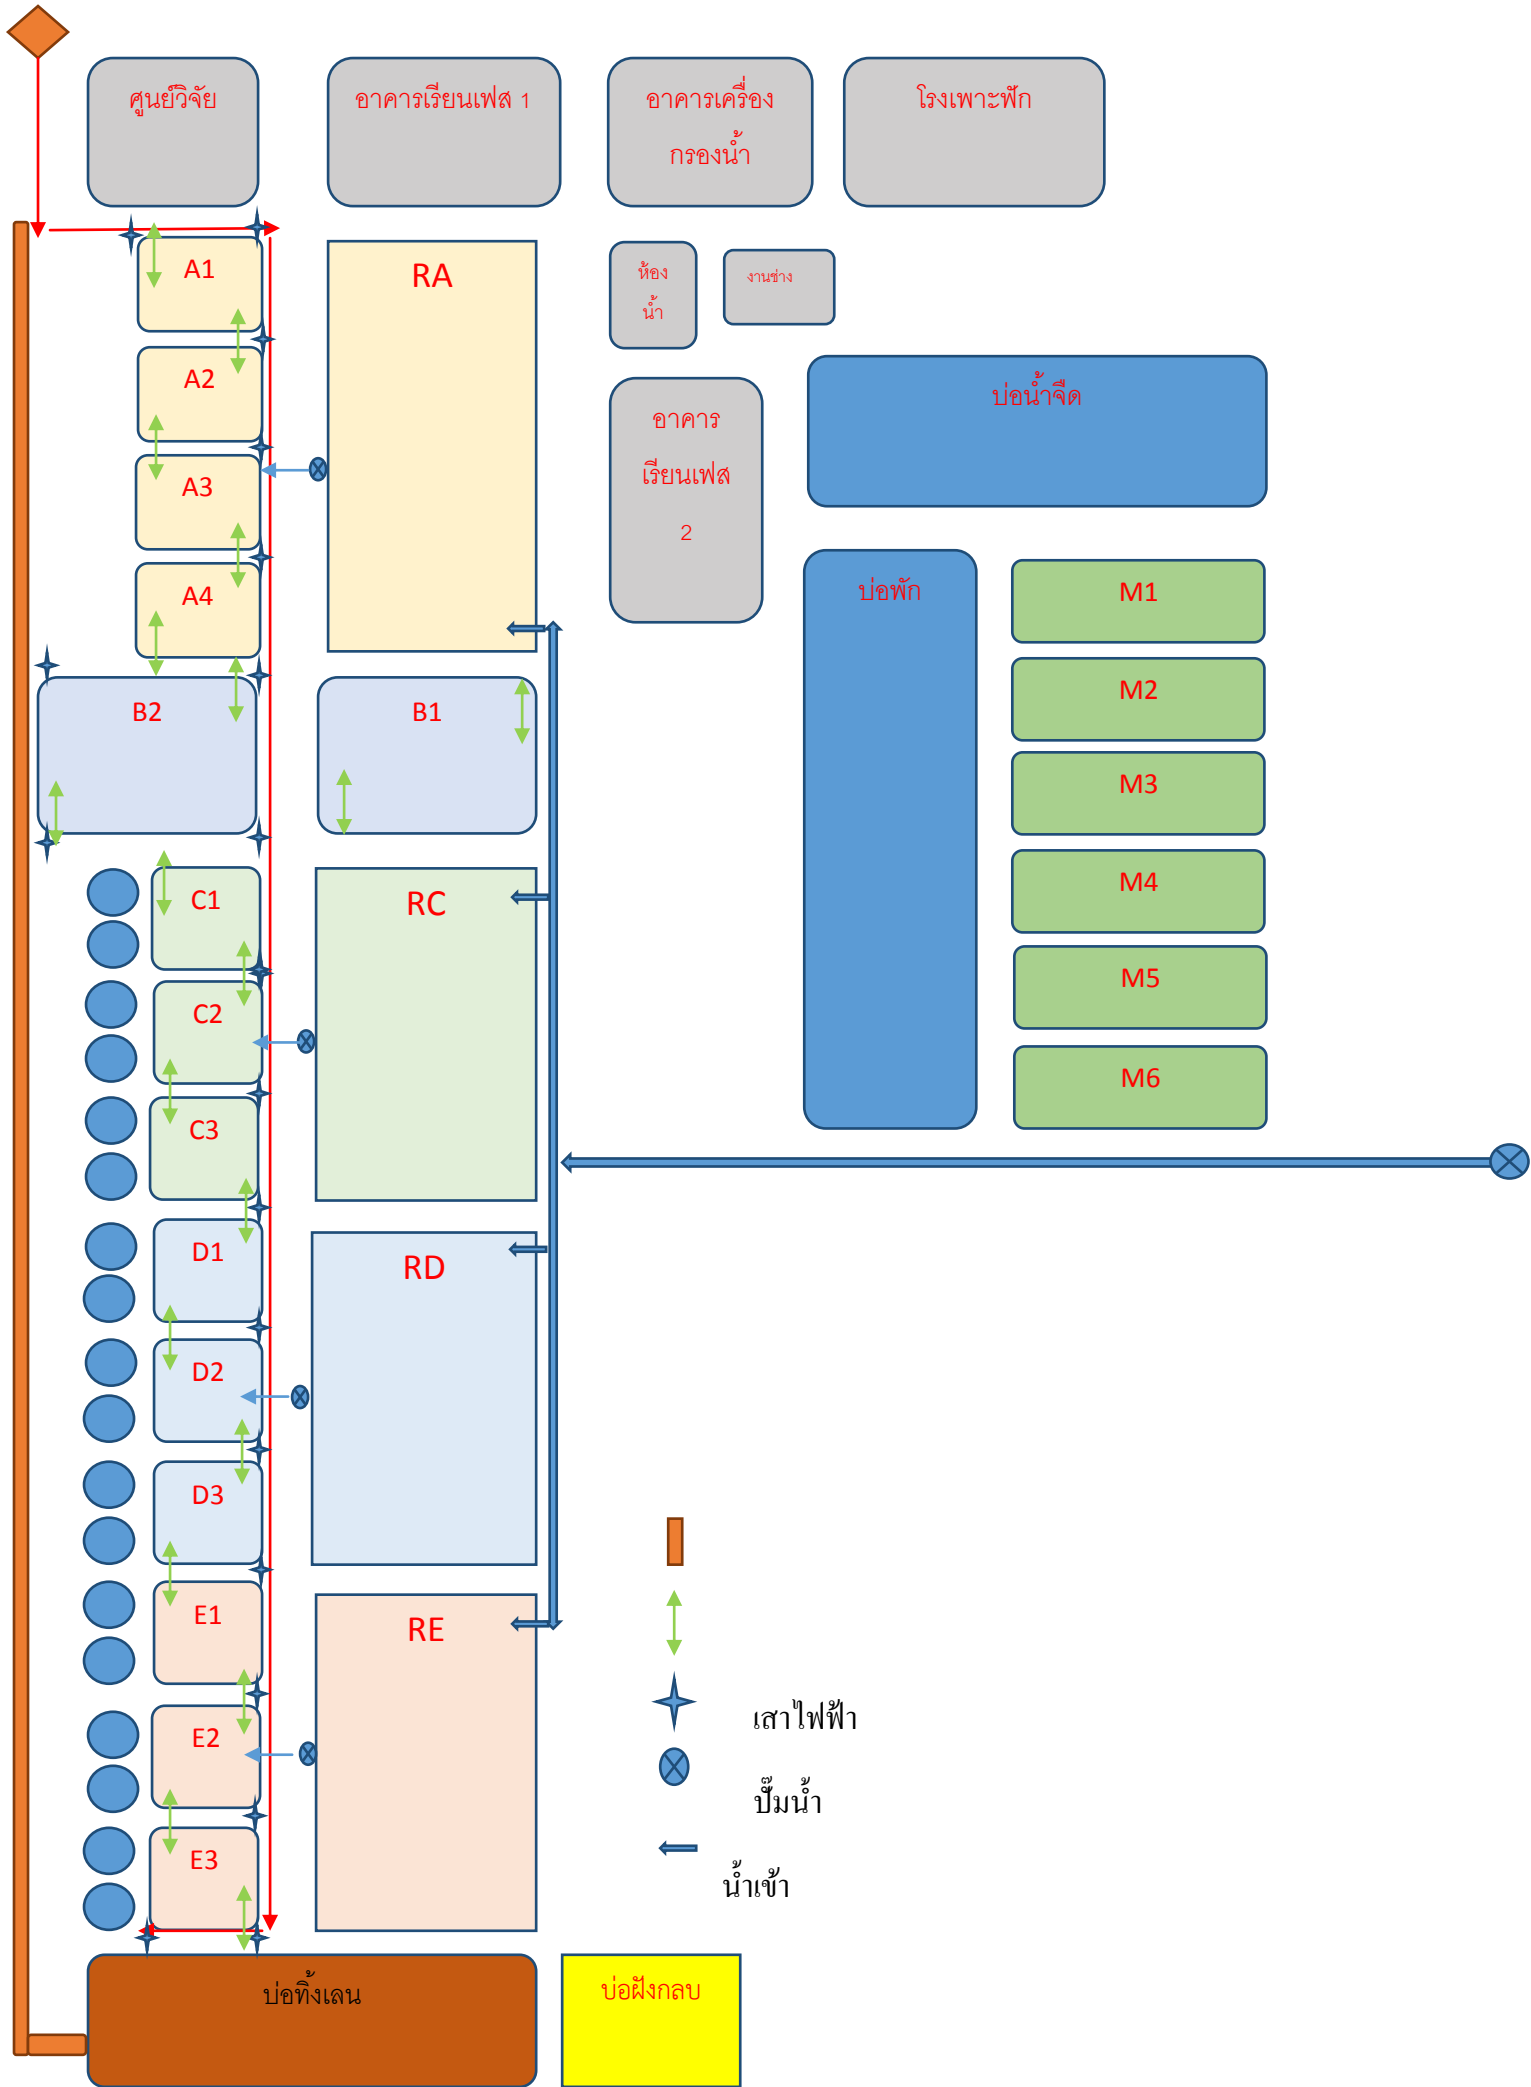 ศูนย์วิจัย
อาคารเรียนเฟส 1
อาคารเครื่อง
กรองน้ำ
โรงเพาะฟัก
A1
RA
ห้อง
น้ำ
งานช่าง
A2
บ่อน้ำจืด
อาคาร
เรียนเฟส
2
A3
A4
บ่อพัก
M1
B2
B1
M2
M3
C1
RC
M4
C2
M5
C3
M6
D1
RD
D2
D3
E1
RE
E2
เสาไฟฟ้า
ปั๊มน้ำ
E3
น้ำเข้า
บ่อทิ้งเลน
บ่อฝังกลบ